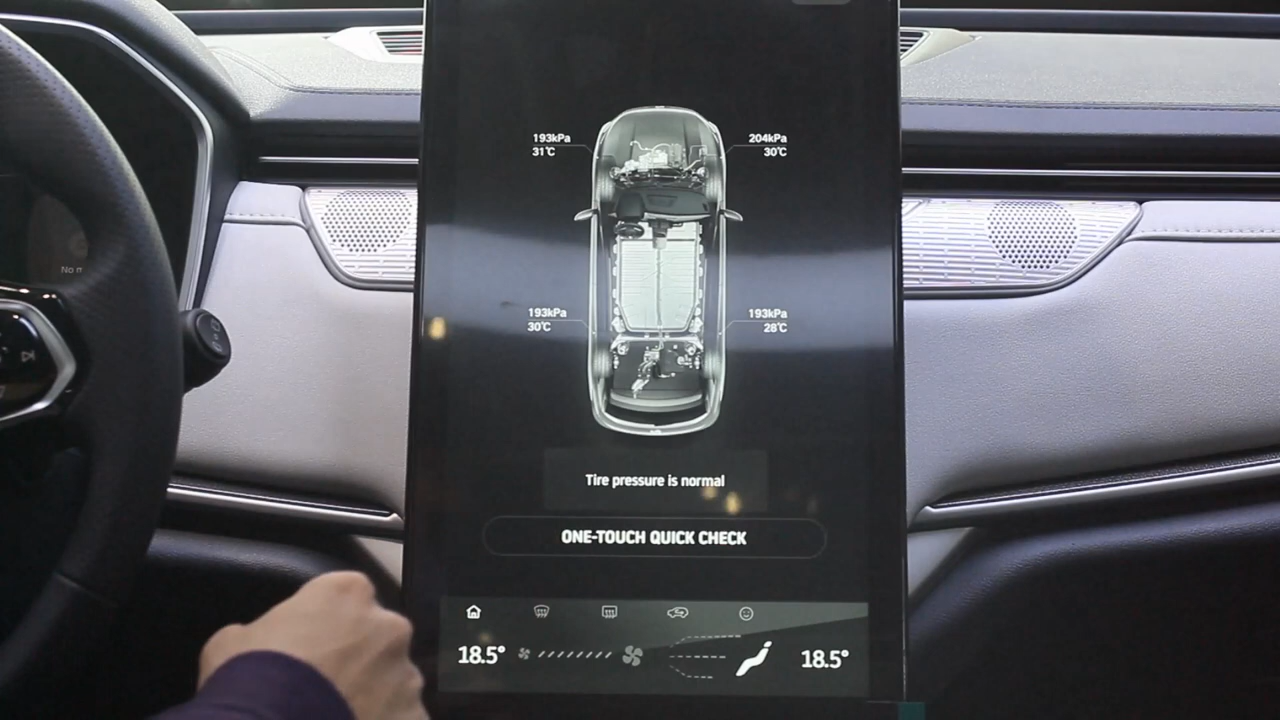 193kPa
31℃
204kPa
30℃
No
193kPa
30℃
193kPa
28℃
Tire pressure is normal
ONE-TOUCH QUICK CHECK
18.5°
18.5°